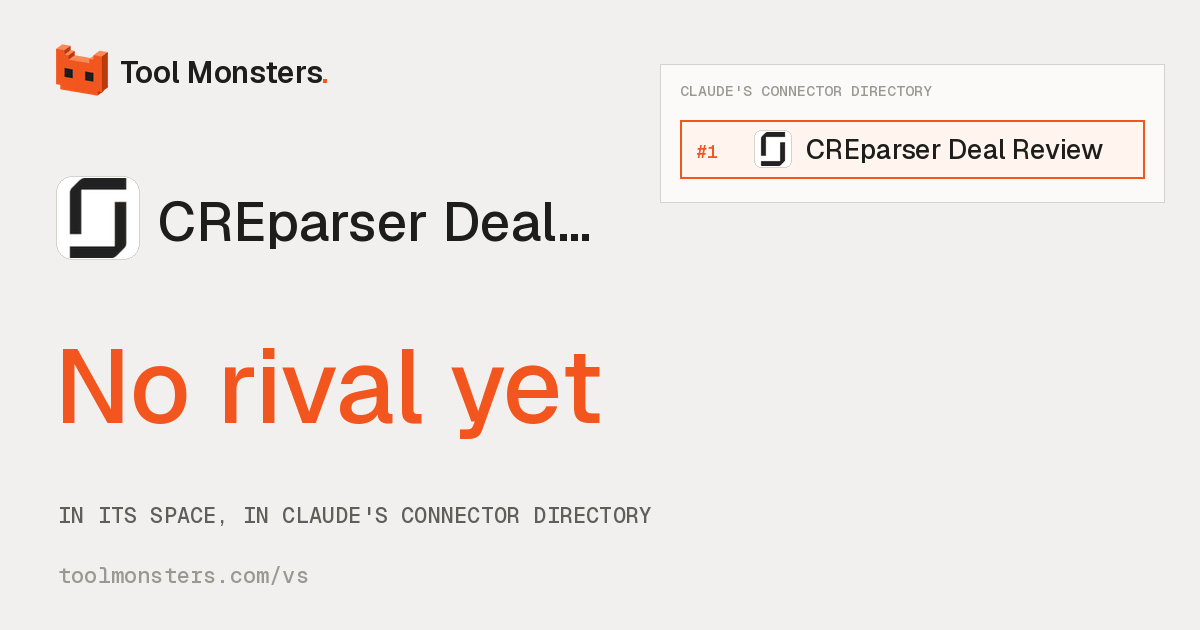 Tool Monsters.
CLAUDE'S CONNECTOR DIRECTORY
#1 CREparser Deal Review
CREparser Deal...
No rival yet
IN ITS SPACE, IN CLAUDE'S CONNECTOR DIRECTORY
toolmonsters.com/vs